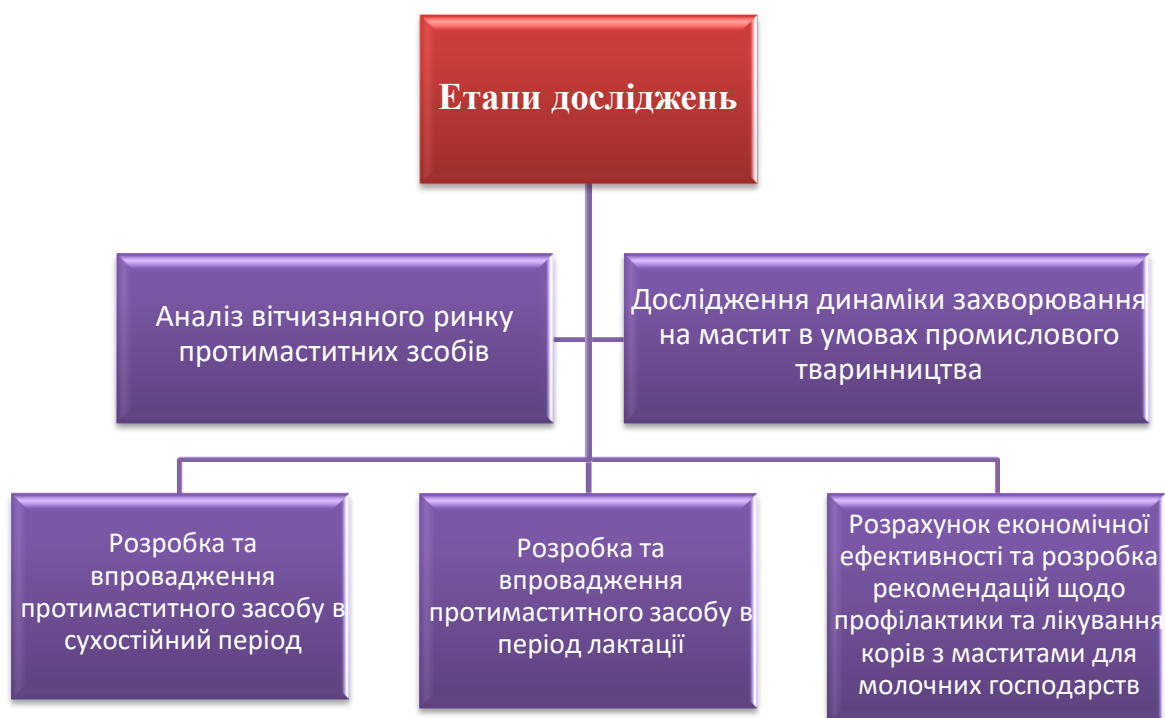 Етапи досліджень
Аналіз вітчизняного ринку
протимаститних зсобів
Дослідження динаміки захворювання
на мастит в умовах промислового
тваринництва
Розробка та
впровадження
протимаститного засобу в
сухостійний період
Розробка та
впровадження
протимаститного засобу в
період лактації
Розрахунок економічної
ефективності та розробка
рекомендацій щодо
профілактики та лікування
корів з маститами для
молочних господарств